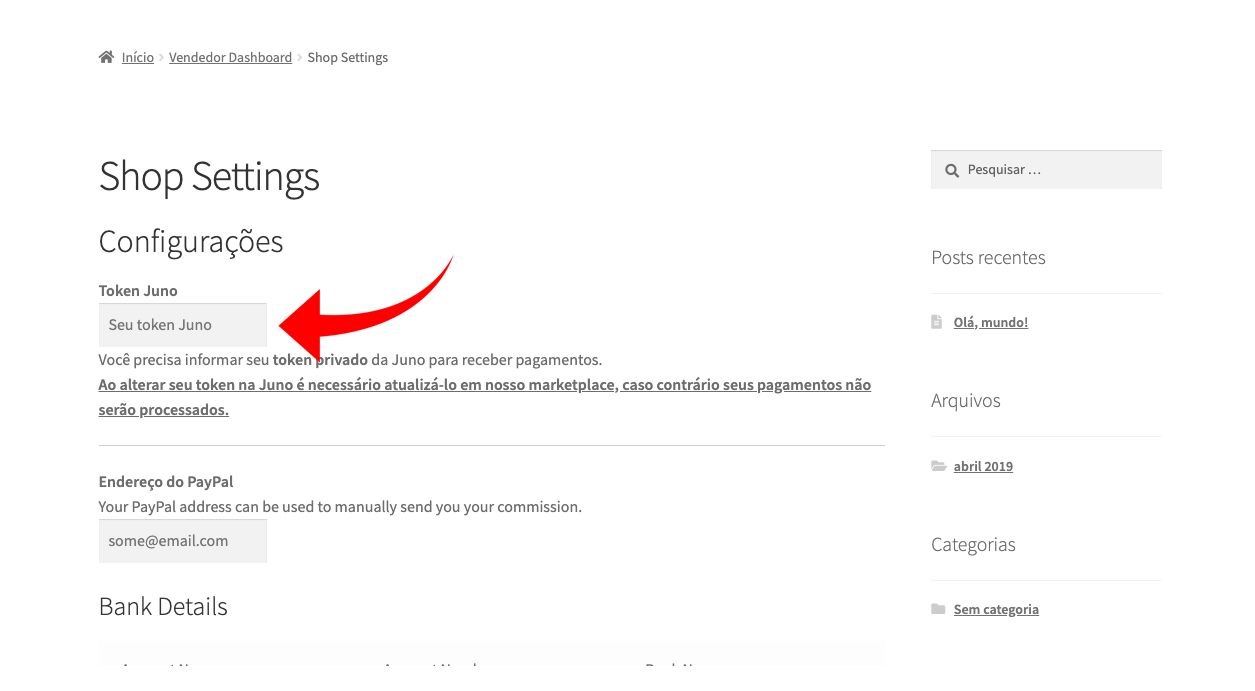 Início Vendedor Dashboard Shop Settings
Shop Settings
Configurações
Token Juno
Seu token Juno
Você precisa informar seu token privado da Juno para receber pagamentos.
Ao alterar seu token na Juno é necessário atualizá-lo em nosso marketplace, caso contrário seus pagamentos não
serão processados.
Endereço do PayPal
Your PayPal address can be used to manually send you your commission.
some@email.com
Bank Details
Pesquisar …
Posts recentes
Olá, mundo!
Arquivos
abril 2019
Categorias
Sem categoria